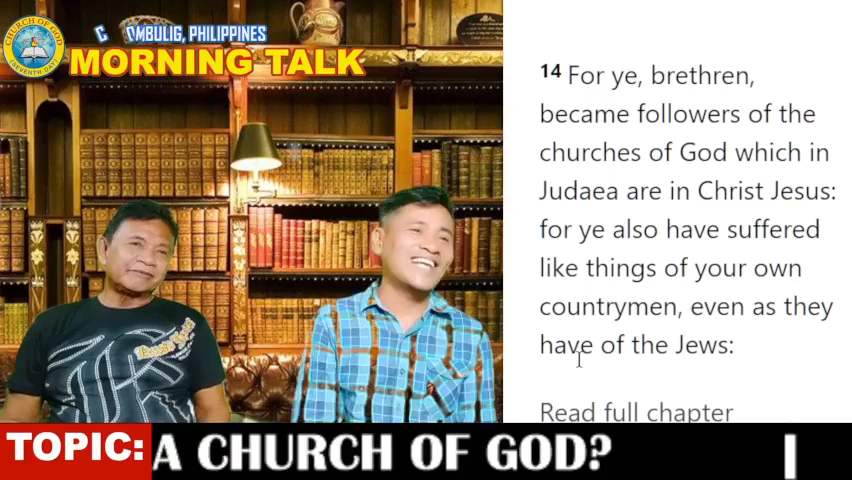 CHURCH OF GOD
(SEVENTH DAY)
C MBULIG, PHILIPPINES
MORNING TALK
14 For ye, brethren,
became followers of the
churches of God which in
Judaea are in Christ Jesus:
for ye also have suffered
like things of your own
countrymen, even as they
have of the Jews:
Read full chapter
TOPIC: A CHURCH OF GOD? I